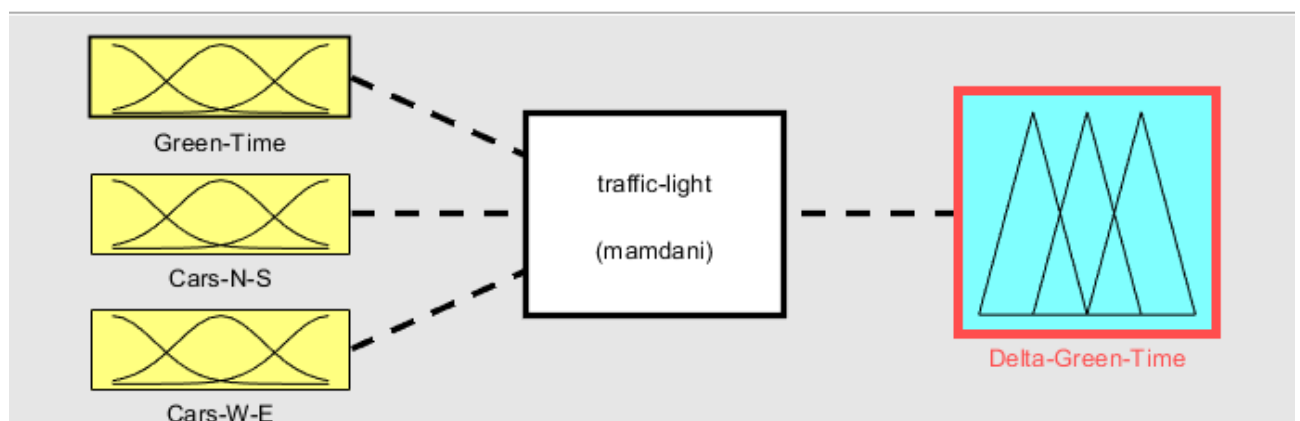 Green-Time
Cars-N-S
Cars-W-E
traffic-light
(mamdani)
Delta-Green-Time